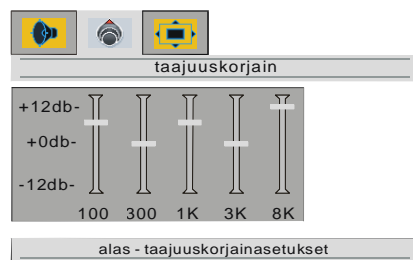 taajuuskorjain
+12db-
+0db-
-12db-
100 300 1K 3K 8K
alas - taajuuskorjainasetukset